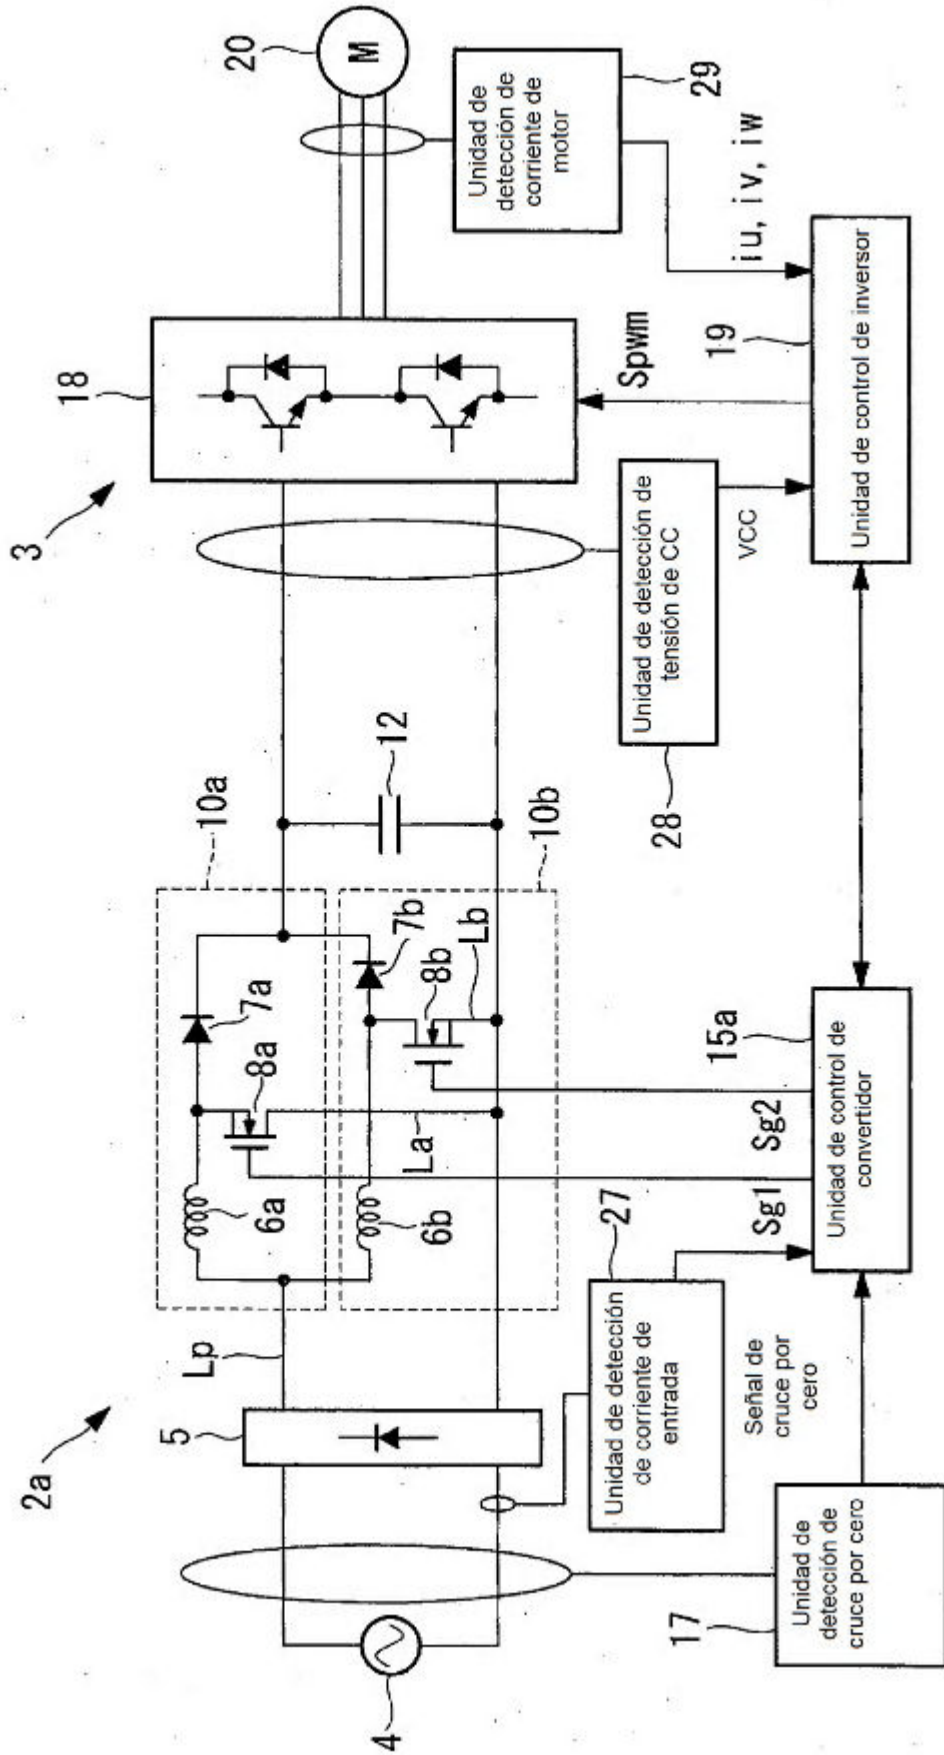 2a
3
4
5
Lp
10a
6a
7a
8a
La
10b
6b
7b
8b
Lb
12
18
20
M
Unidad de
detección de
corriente de
motor
29
iu, iv, iw
Spwm
19
Unidad de control de inversor
Unidad de detección de
tensión de CC
28
VCC
15a
Unidad de control de
convertidor
Sg1
Sg2
27
Unidad de detección
de corriente de
entrada
Señal de
cruce por
cero
17
Unidad de
detección de
cruce por cero